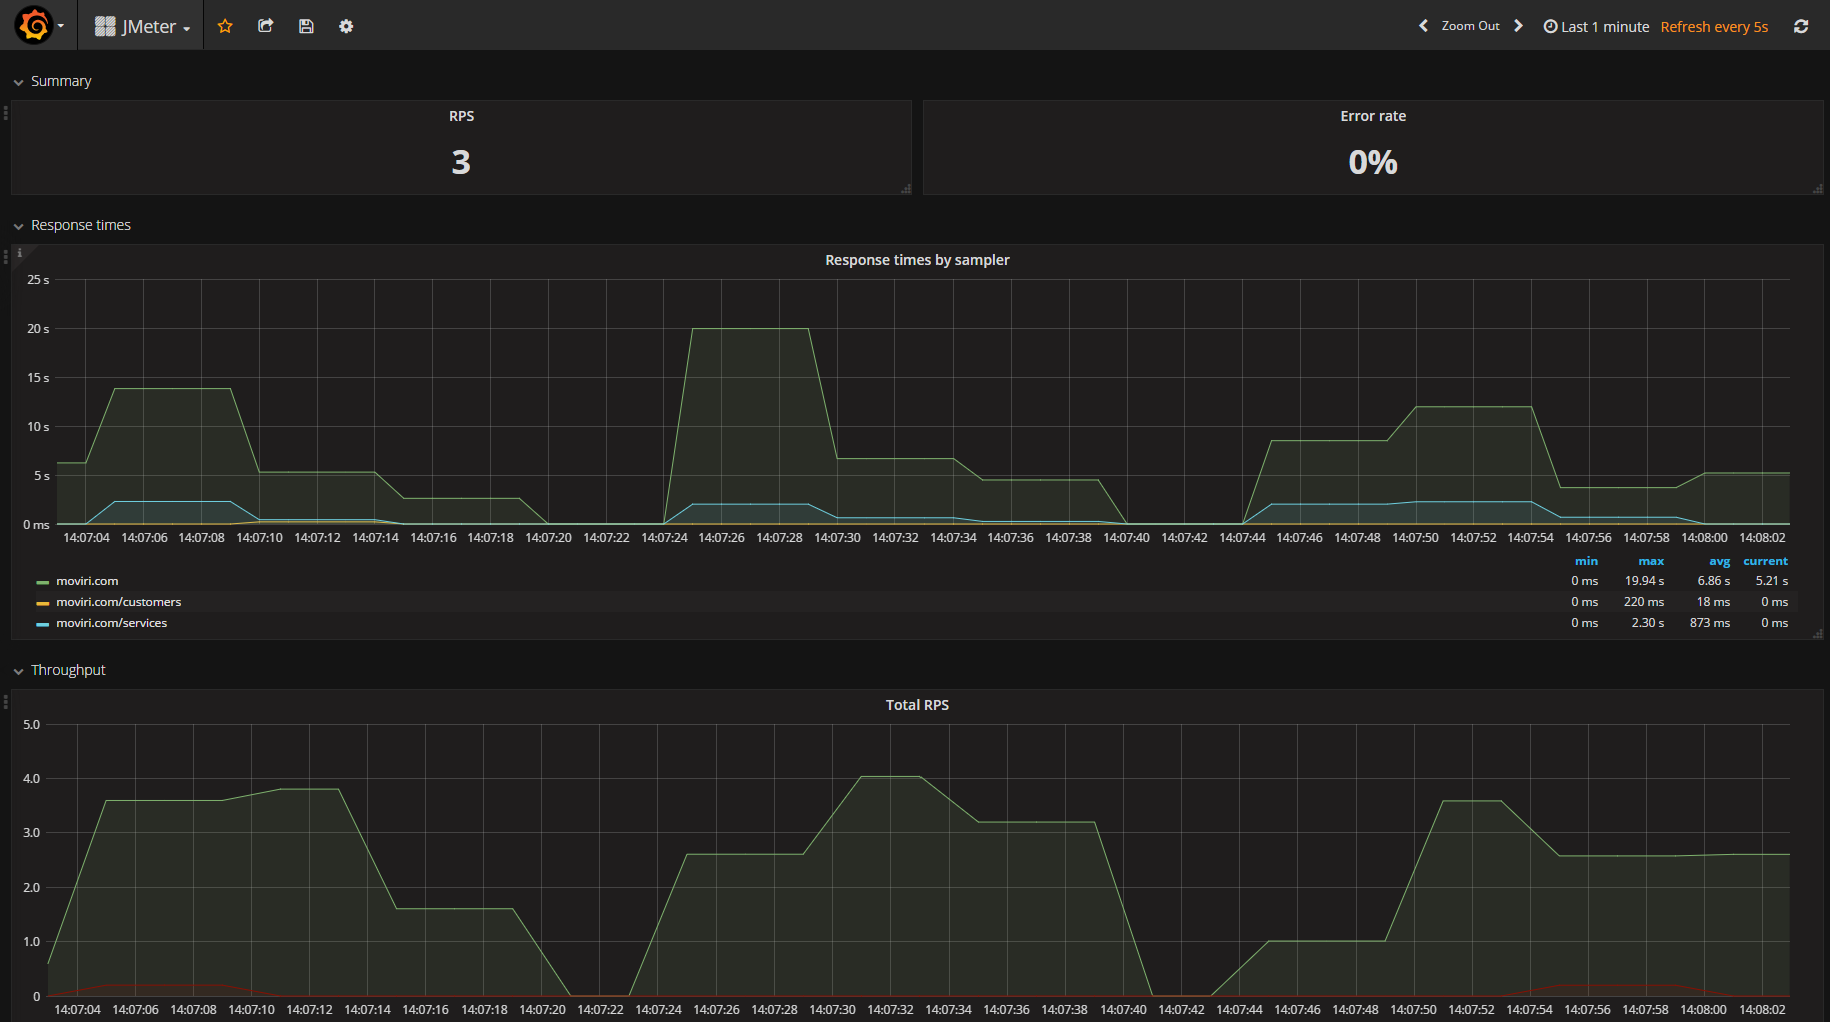 JMeter
Zoom Out
Last 1 minute
Refresh every 5s
Summary
RPS
3
Error rate
0%
Response times
i
Response times by sampler
25 s
20 s
15 s
10 s
5 s
0 ms
14:07:04 14:07:06 14:07:08 14:07:10 14:07:12 14:07:14 14:07:16 14:07:18 14:07:20 14:07:22 14:07:24 14:07:26 14:07:28 14:07:30 14:07:32 14:07:34 14:07:36 14:07:38 14:07:40 14:07:42 14:07:44 14:07:46 14:07:48 14:07:50 14:07:52 14:07:54 14:07:56 14:07:58 14:08:00 14:08:02
min max avg current
moviri.com 0 ms 19.94 s 6.86 s 5.21 s
moviri.com/customers 0 ms 220 ms 18 ms 0 ms
moviri.com/services 0 ms 2.30 s 873 ms 0 ms
Throughput
Total RPS
5.0
4.0
3.0
2.0
1.0
0
14:07:04 14:07:06 14:07:08 14:07:10 14:07:12 14:07:14 14:07:16 14:07:18 14:07:20 14:07:22 14:07:24 14:07:26 14:07:28 14:07:30 14:07:32 14:07:34 14:07:36 14:07:38 14:07:40 14:07:42 14:07:44 14:07:46 14:07:48 14:07:50 14:07:52 14:07:54 14:07:56 14:07:58 14:08:00 14:08:02